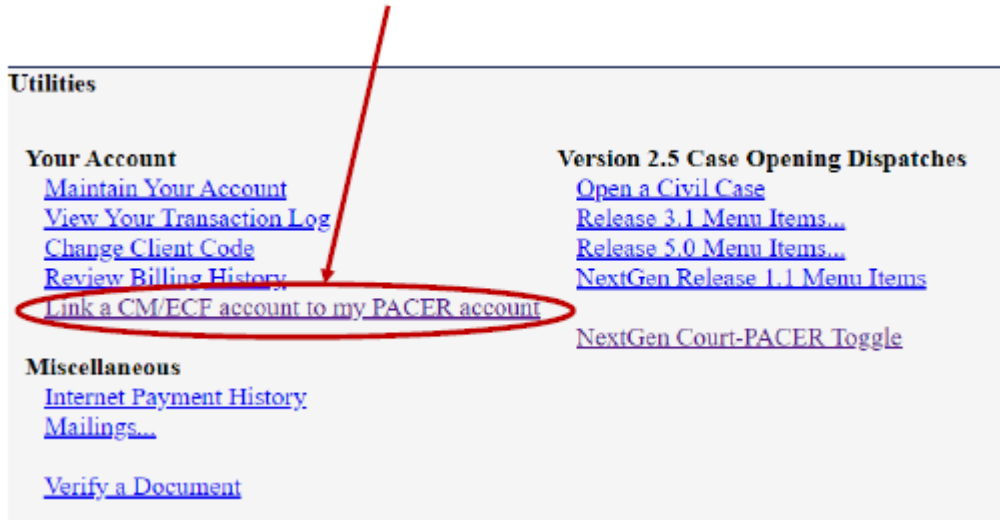 Utilities
Your Account
Maintain Your Account
View Your Transaction Log
Change Client Code
Review Billing History
Link a CM/ECF account to my PACER account
Miscellaneous
Internet Payment History
Mailings...
Verify a Document
Version 2.5 Case Opening Dispatches
Open a Civil Case
Release 3.1 Menu Items...
Release 5.0 Menu Items...
NextGen Release 1.1 Menu Items
NextGen Court-PACER Toggle